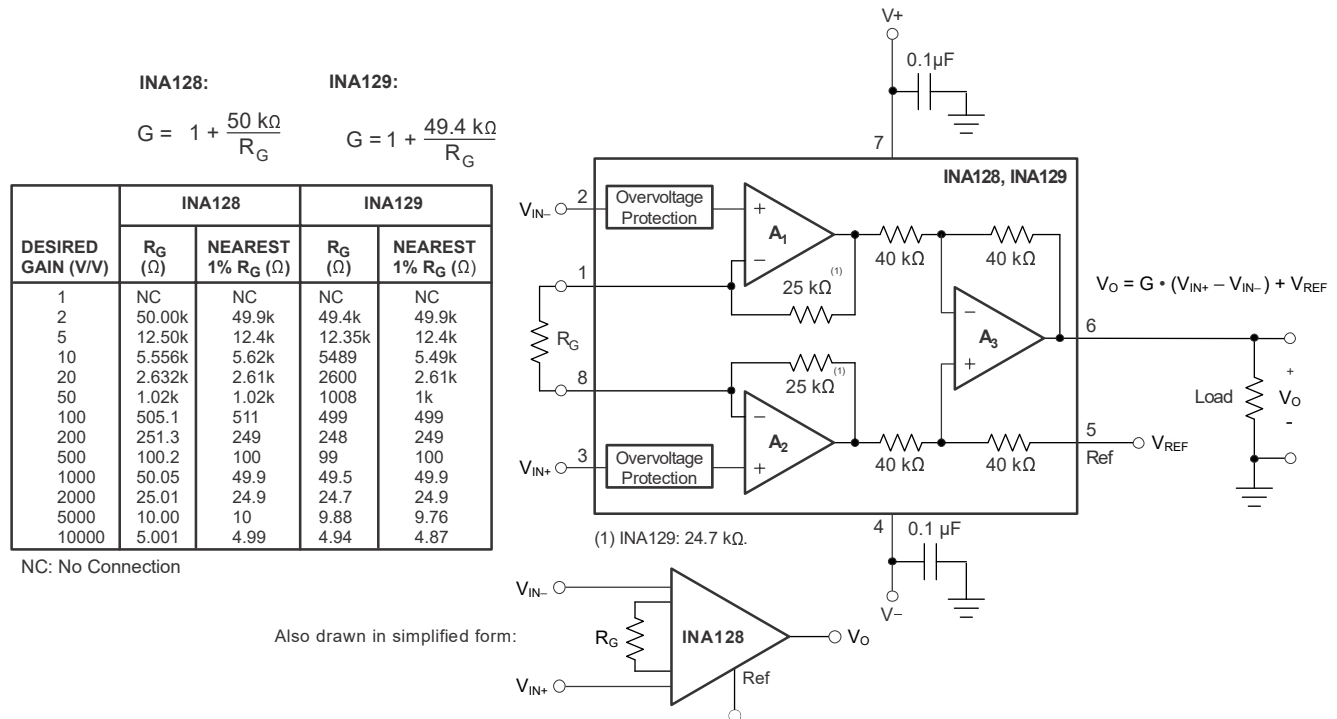 INA128:
INA129:
G = 1 + 50 kΩ / R_G
G = 1 + 49.4 kΩ / R_G
DESIRED GAIN (V/V) INA128 INA129
R_G (Ω) NEAREST 1% R_G (Ω) R_G (Ω) NEAREST 1% R_G (Ω)
1 NC NC NC NC
2 50.00k 49.9k 49.4k 49.9k
5 12.50k 12.4k 12.35k 12.4k
10 5.556k 5.62k 5489 5.49k
20 2.632k 2.61k 2600 2.61k
50 1.02k 1.02k 1008 1k
100 505.1 511 499 499
200 251.3 249 248 249
500 100.2 100 99 100
1000 50.05 49.9 49.5 49.9
2000 25.01 24.9 24.7 24.9
5000 10.00 10 9.88 9.76
10000 5.001 4.99 4.94 4.87
NC: No Connection
V+
0.1µF
7
INA128, INA129
V_IN– 2
Overvoltage
Protection
+
A1
−
40 kΩ
40 kΩ
1
25 kΩ (1)
V_O = G • (V_IN+ – V_IN–) + V_REF
R_G
−
A3
+
6
8
25 kΩ (1)
Load
+
V_O
-
−
A2
+
V_IN+ 3
Overvoltage
Protection
40 kΩ
40 kΩ
5
Ref
V_REF
(1) INA129: 24.7 kΩ.
4
0.1 µF
V−
Also drawn in simplified form:
V_IN–
R_G
INA128
V_O
V_IN+
Ref